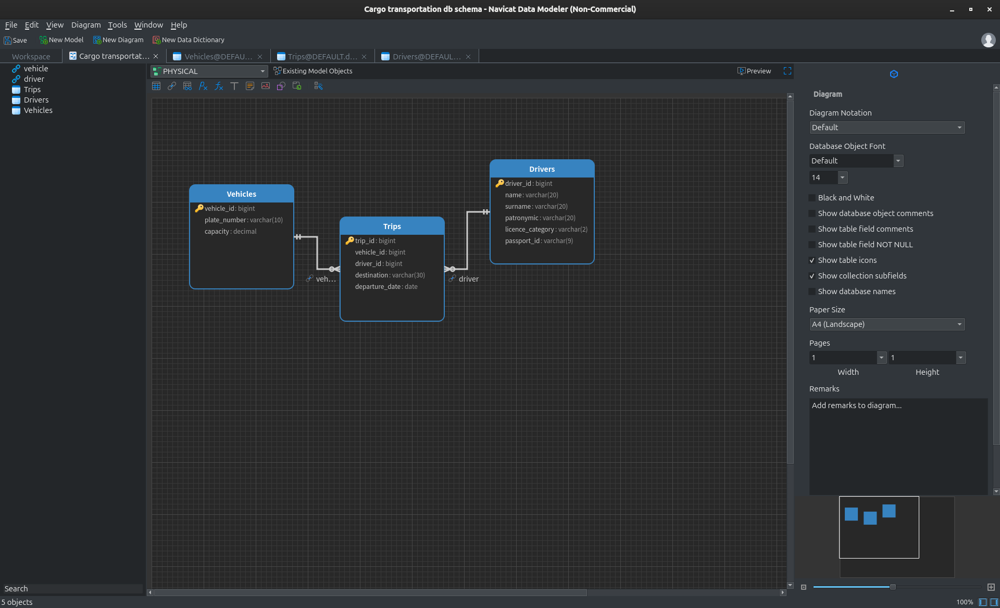 Cargo transportation db schema - Navicat Data Modeler (Non-Commercial)
File Edit View Diagram Tools Window Help
Save New Model New Diagram New Data Dictionary
Workspace Cargo transportat... Vehicles@DEFAU... Trips@DEFAULT.d... Drivers@DEFAUL...
vehicle
driver
Trips
Drivers
Vehicles
PHYSICAL Existing Model Objects Preview
Vehicles
vehicle_id: bigint
plate_number: varchar(10)
capacity: decimal
veh...
Trips
trip_id: bigint
vehicle_id: bigint
driver_id: bigint
destination: varchar(30)
departure_date: date
driver
Drivers
driver_id: bigint
name: varchar(20)
surname: varchar(20)
patronymic: varchar(20)
licence_category: varchar(2)
passport_id: varchar(9)
Diagram
Diagram Notation
Default
Database Object Font
Default
14
Black and White
Show database object comments
Show table field comments
Show table field NOT NULL
Show table icons
Show collection subfields
Show database names
Paper Size
A4 (Landscape)
Pages
1 1
Width Height
Remarks
Add remarks to diagram...
Search
5 objects
100%